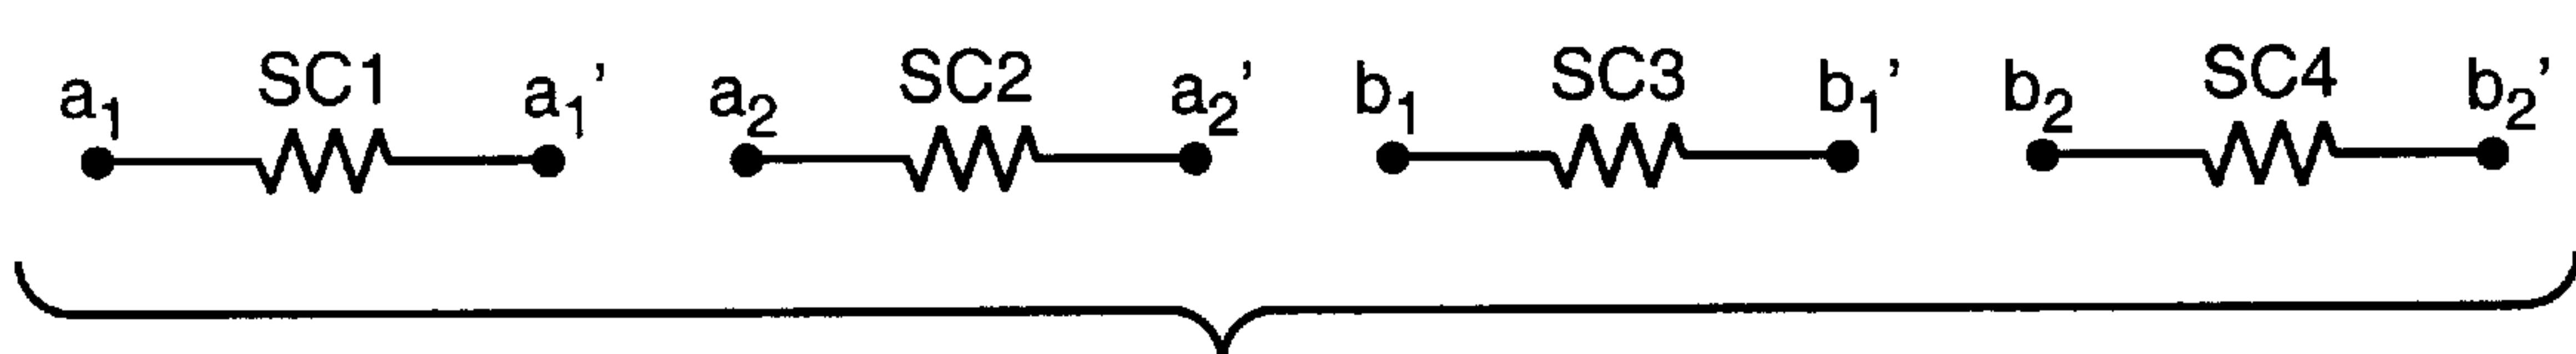 a₁ SC1 a₁’ a₂ SC2 a₂’ b₁ SC3 b₁’ b₂ SC4 b₂’